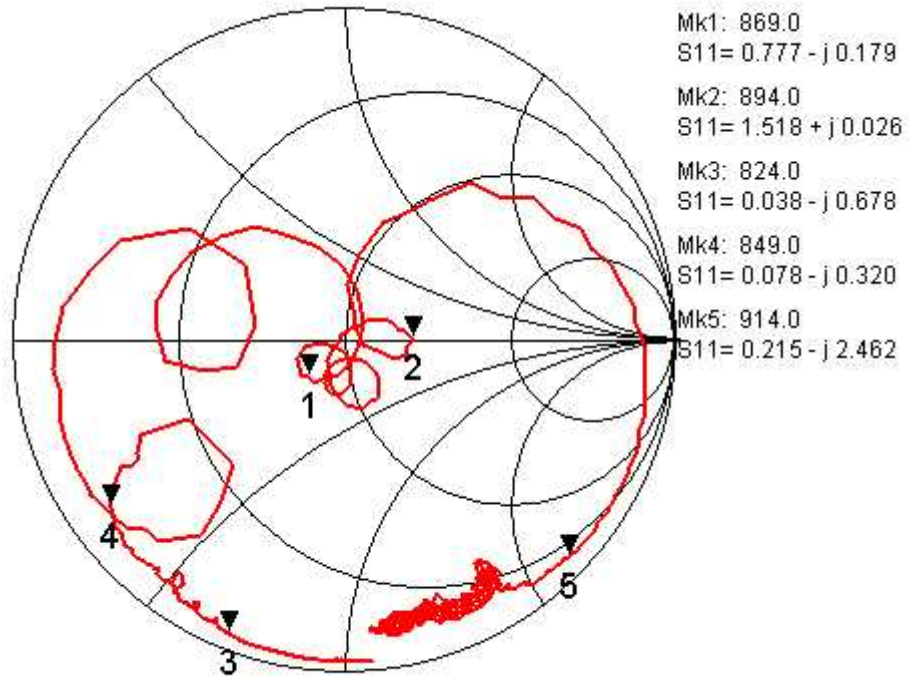 Mk1: 869.0
S11= 0.777 - j 0.179
Mk2: 894.0
S11= 1.518 + j 0.026
Mk3: 824.0
S11= 0.038 - j 0.678
Mk4: 849.0
S11= 0.078 - j 0.320
Mk5: 914.0
S11= 0.215 - j 2.462
1
2
4
5
3